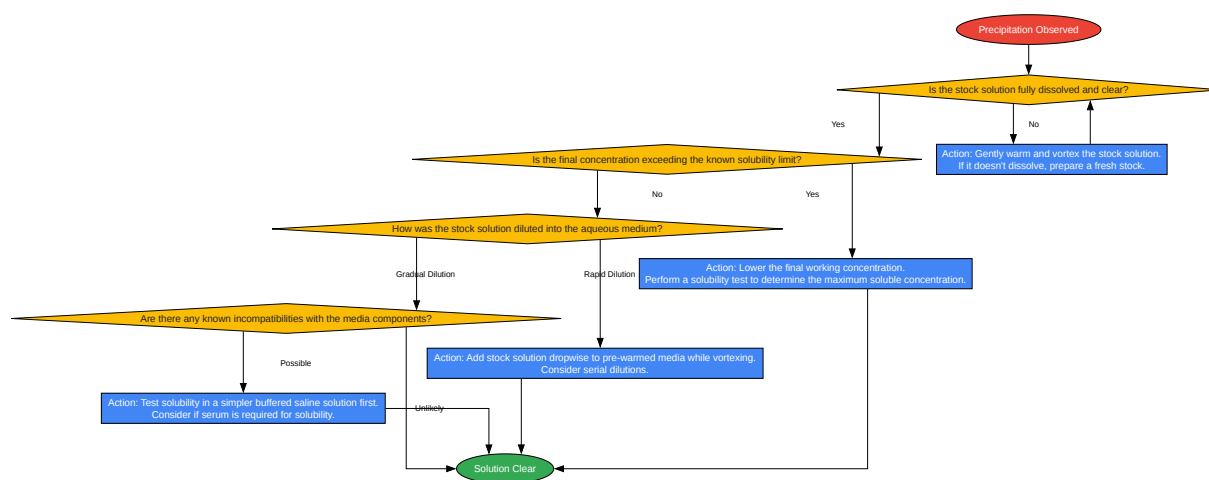 Precipitation Observed
Is the stock solution fully dissolved and clear?
Yes
No
Action: Gently warm and vortex the stock solution.
If it doesn't dissolve, prepare a fresh stock.
Is the final concentration exceeding the known solubility limit?
No
Yes
How was the stock solution diluted into the aqueous medium?
Gradual Dilution
Rapid Dilution
Action: Lower the final working concentration.
Perform a solubility test to determine the maximum soluble concentration.
Are there any known incompatibilities with the media components?
Possible
Action: Add stock solution dropwise to pre-warmed media while vortexing.
Consider serial dilutions.
Action: Test solubility in a simpler buffered saline solution first.
Consider if serum is required for solubility.
Unlikely
Solution Clear